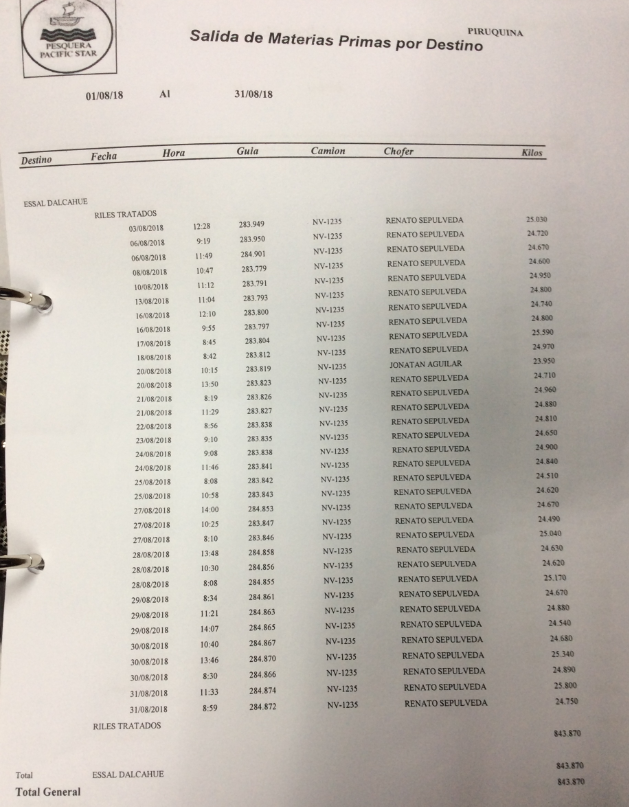 PESQUERA
PACIFIC STAR
PIRUQUINA
Salida de Materias Primas por Destino
01/08/18 Al 31/08/18
Destino Fecha Hora Guia Camion Chofer Kilos
ESSAL DALCAHUE
RILES TRATADOS
03/08/2018 12:28 283.949 NV-1235 RENATO SEPULVEDA 25.030
06/08/2018 9:19 283.950 NV-1235 RENATO SEPULVEDA 24.720
06/08/2018 11:49 284.901 NV-1235 RENATO SEPULVEDA 24.670
08/08/2018 10:47 283.779 NV-1235 RENATO SEPULVEDA 24.600
10/08/2018 11:12 283.791 NV-1235 RENATO SEPULVEDA 24.950
13/08/2018 11:04 283.793 NV-1235 RENATO SEPULVEDA 24.800
16/08/2018 12:10 283.800 NV-1235 RENATO SEPULVEDA 24.740
16/08/2018 9:55 283.797 NV-1235 RENATO SEPULVEDA 24.800
17/08/2018 8:45 283.804 NV-1235 RENATO SEPULVEDA 25.590
18/08/2018 8:42 283.812 NV-1235 RENATO SEPULVEDA 24.970
20/08/2018 10:15 283.819 NV-1235 JONATAN AGUILAR 23.950
20/08/2018 13:50 283.823 NV-1235 RENATO SEPULVEDA 24.710
21/08/2018 8:19 283.826 NV-1235 RENATO SEPULVEDA 24.960
21/08/2018 11:29 283.827 NV-1235 RENATO SEPULVEDA 24.880
22/08/2018 8:56 283.838 NV-1235 RENATO SEPULVEDA 24.810
23/08/2018 9:10 283.835 NV-1235 RENATO SEPULVEDA 24.650
24/08/2018 9:08 283.838 NV-1235 RENATO SEPULVEDA 24.900
24/08/2018 11:46 283.841 NV-1235 RENATO SEPULVEDA 24.840
25/08/2018 8:08 283.842 NV-1235 RENATO SEPULVEDA 24.510
25/08/2018 10:58 283.843 NV-1235 RENATO SEPULVEDA 24.620
27/08/2018 14:00 284.853 NV-1235 RENATO SEPULVEDA 24.670
27/08/2018 10:25 283.847 NV-1235 RENATO SEPULVEDA 24.490
27/08/2018 8:10 283.846 NV-1235 RENATO SEPULVEDA 25.040
28/08/2018 13:48 284.858 NV-1235 RENATO SEPULVEDA 24.630
28/08/2018 10:30 284.856 NV-1235 RENATO SEPULVEDA 24.620
28/08/2018 8:08 284.855 NV-1235 RENATO SEPULVEDA 25.170
29/08/2018 8:34 284.861 NV-1235 RENATO SEPULVEDA 24.670
29/08/2018 11:21 284.863 NV-1235 RENATO SEPULVEDA 24.880
29/08/2018 14:07 284.865 NV-1235 RENATO SEPULVEDA 24.540
30/08/2018 10:40 284.867 NV-1235 RENATO SEPULVEDA 24.680
30/08/2018 13:46 284.870 NV-1235 RENATO SEPULVEDA 25.340
30/08/2018 8:30 284.866 NV-1235 RENATO SEPULVEDA 24.890
31/08/2018 11:33 284.874 NV-1235 RENATO SEPULVEDA 25.800
31/08/2018 8:59 284.872 NV-1235 RENATO SEPULVEDA 24.750
RILES TRATADOS 843.870
Total ESSAL DALCAHUE 843.870
Total General 843.870